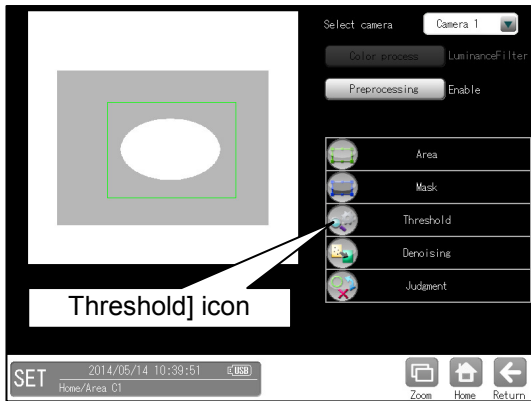 Select camera Camera 1
Color process LuminanceFilter
Preprocessing Enable
Area
Mask
Threshold
Denoising
Judgment
Threshold] icon
SET 2014/05/14 10:39:51 USB
Home/Area C1
Zoom Home Return